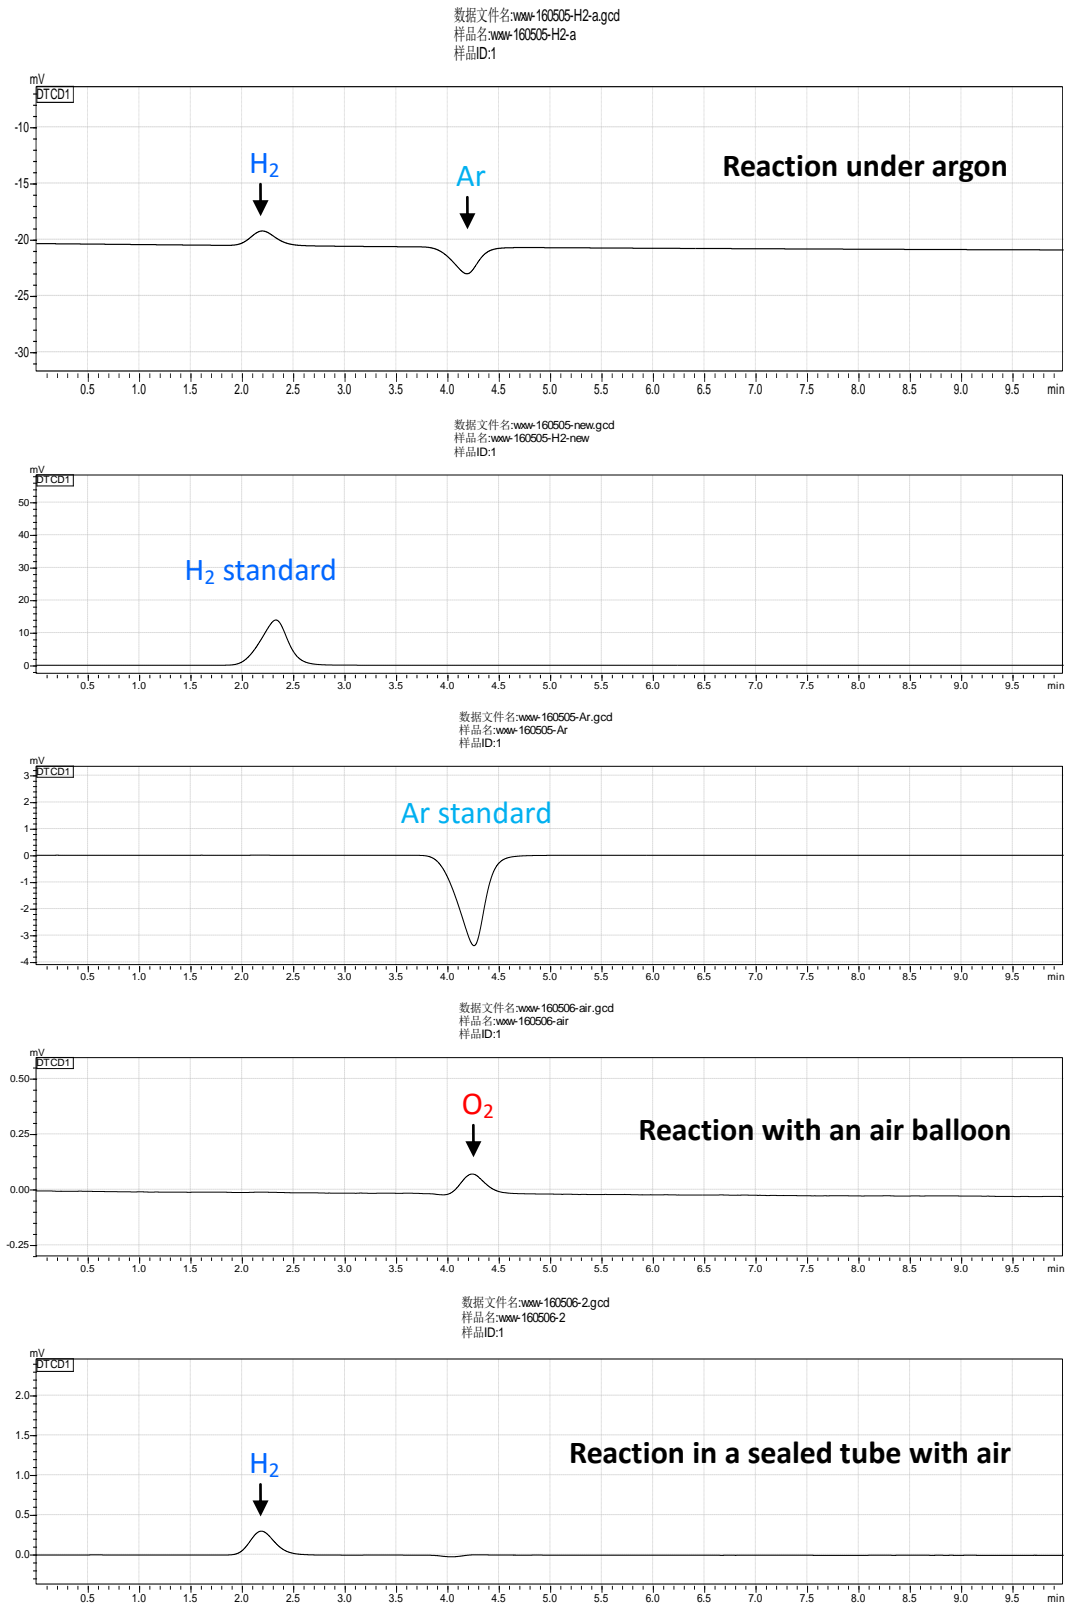 数据文件名:wxw-160505-H2-a.gcd
样品名:wxw-160505-H2-a
样品ID:1
mV
DTCD1
H₂
Ar
Reaction under argon
-10
-15
-20
-25
-30
0.5 1.0 1.5 2.0 2.5 3.0 3.5 4.0 4.5 5.0 5.5 6.0 6.5 7.0 7.5 8.0 8.5 9.0 9.5 min
数据文件名:wxw-160505-new.gcd
样品名:wxw-160505-H2-new
样品ID:1
mV
DTCD1
50
40
30
H₂ standard
20
10
0
0.5 1.0 1.5 2.0 2.5 3.0 3.5 4.0 4.5 5.0 5.5 6.0 6.5 7.0 7.5 8.0 8.5 9.0 9.5 min
数据文件名:wxw-160505-Ar.gcd
样品名:wxw-160505-Ar
样品ID:1
mV
DTCD1
3
2
Ar standard
1
0
-1
-2
-3
-4
0.5 1.0 1.5 2.0 2.5 3.0 3.5 4.0 4.5 5.0 5.5 6.0 6.5 7.0 7.5 8.0 8.5 9.0 9.5 min
数据文件名:wxw-160506-air.gcd
样品名:wxw-160506-air
样品ID:1
mV
DTCD1
0.50
O₂
0.25
Reaction with an air balloon
0.00
-0.25
0.5 1.0 1.5 2.0 2.5 3.0 3.5 4.0 4.5 5.0 5.5 6.0 6.5 7.0 7.5 8.0 8.5 9.0 9.5 min
数据文件名:wxw-160506-2.gcd
样品名:wxw-160506-2
样品ID:1
mV
DTCD1
2.0
1.5
Reaction in a sealed tube with air
H₂
1.0
0.5
0.0
0.5 1.0 1.5 2.0 2.5 3.0 3.5 4.0 4.5 5.0 5.5 6.0 6.5 7.0 7.5 8.0 8.5 9.0 9.5 min